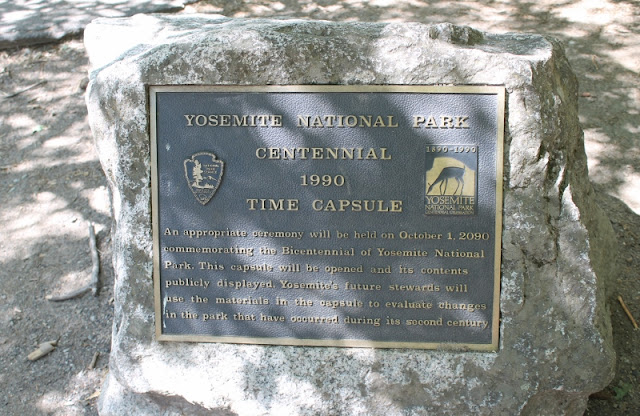 YOSEMITE NATIONAL PARK
CENTENNIAL
1990
TIME CAPSULE
1890-1990
YOSEMITE
NATIONAL PARK
An appropriate ceremony will be held on October 1, 2090
commemorating the Bicentennial of Yosemite National
Park. This capsule will be opened and its contents
publicly displayed. Yosemite's future stewards will
use the materials in the capsule to evaluate changes
in the park that have occurred during its second century